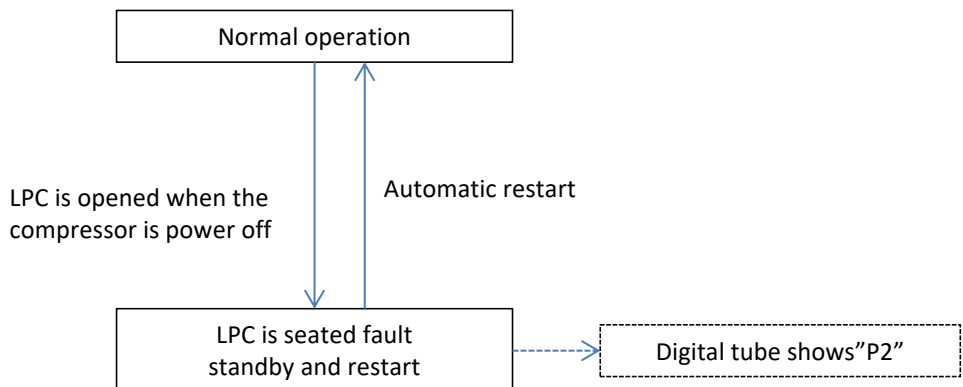 Normal operation
LPC is opened when the
compressor is power off
Automatic restart
LPC is seated fault
standby and restart
Digital tube shows”P2”